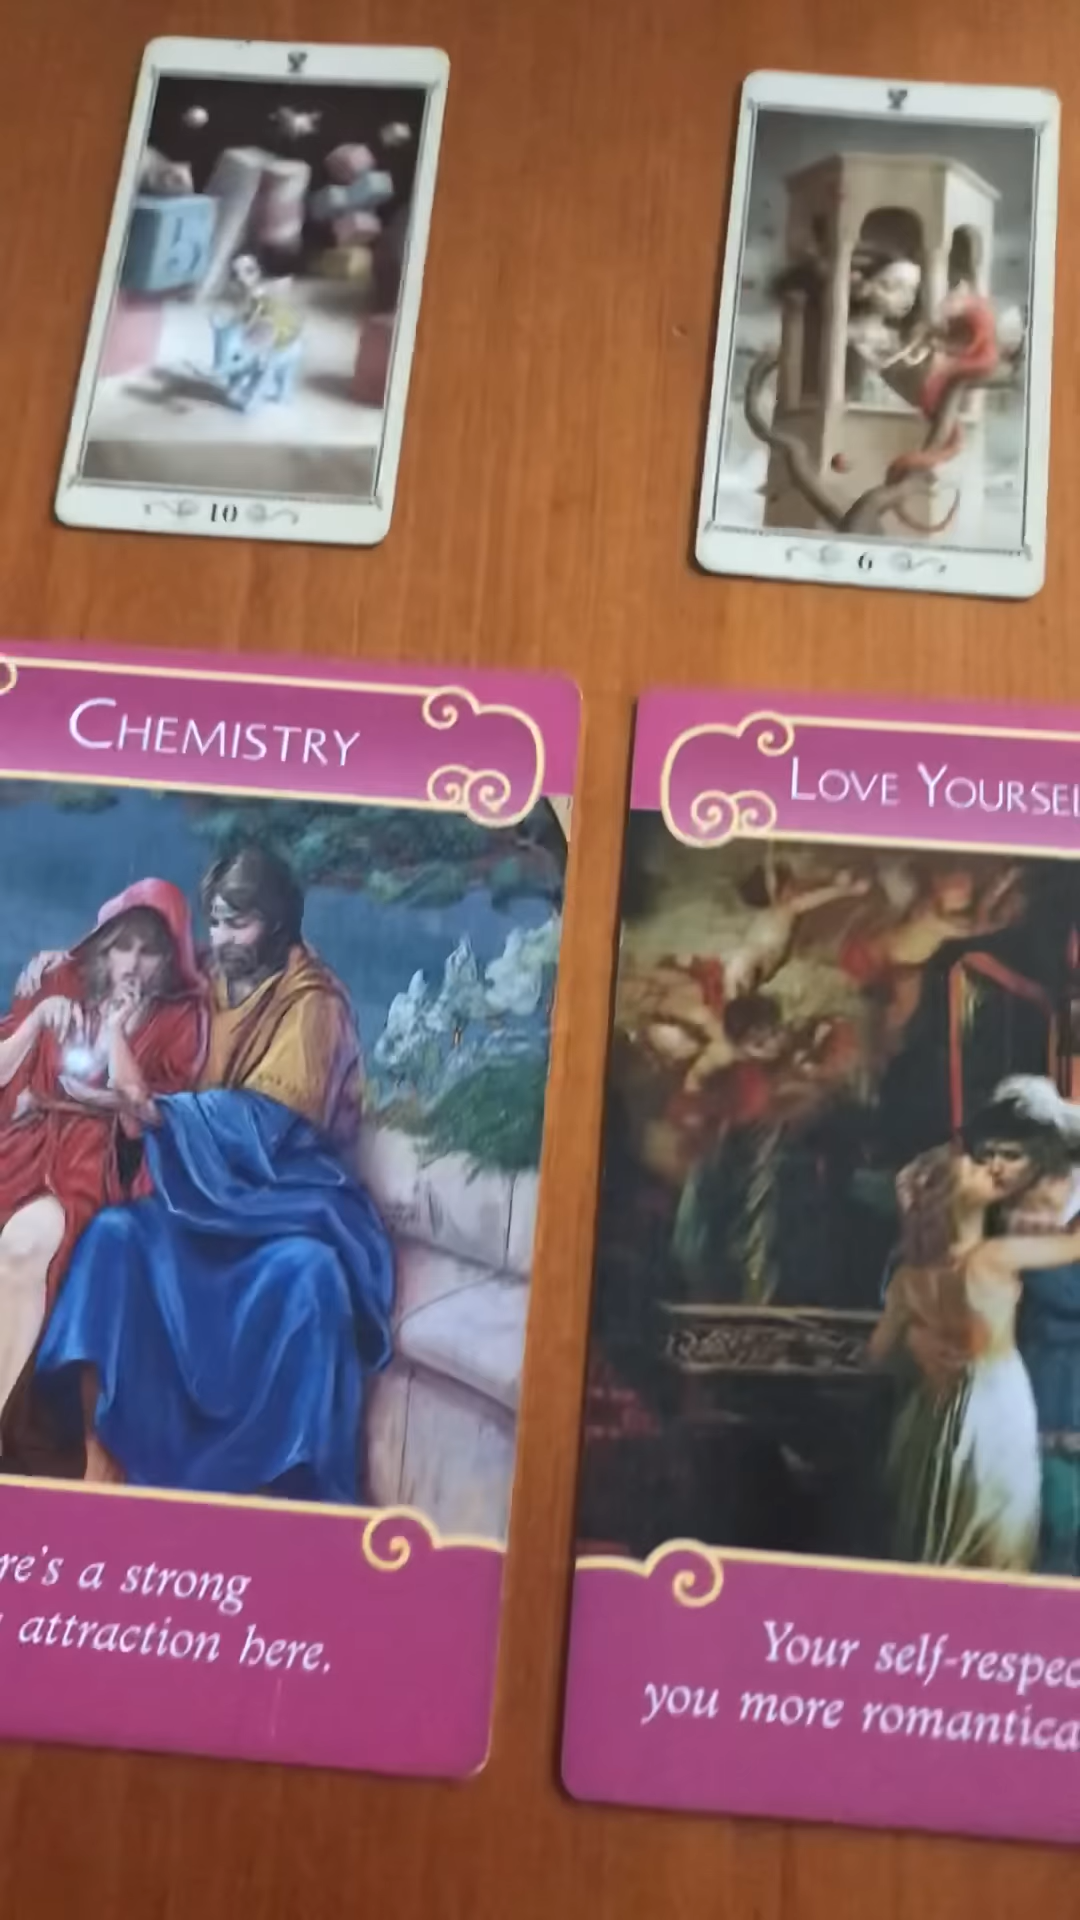 10
6
CHEMISTRY
LOVE YOURSEL
re's a strong
attraction here.
Your self-respec
you more romantica